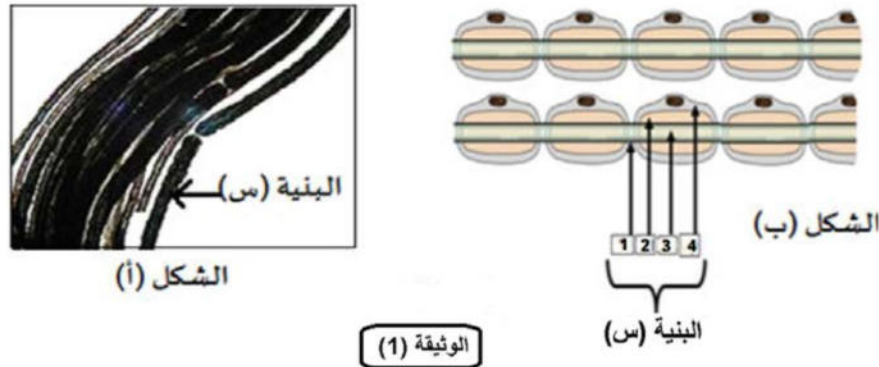 البنية (س)
الشكل (أ)
الشكل (ب)
1 2 3 4
البنية (س)
الوثيقة (1)